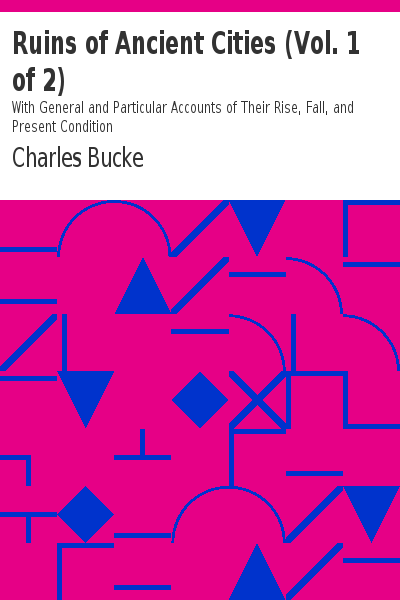 Ruins of Ancient Cities (Vol. 1
of 2)
With General and Particular Accounts of Their Rise, Fall, and
Present Condition
Charles Bucke